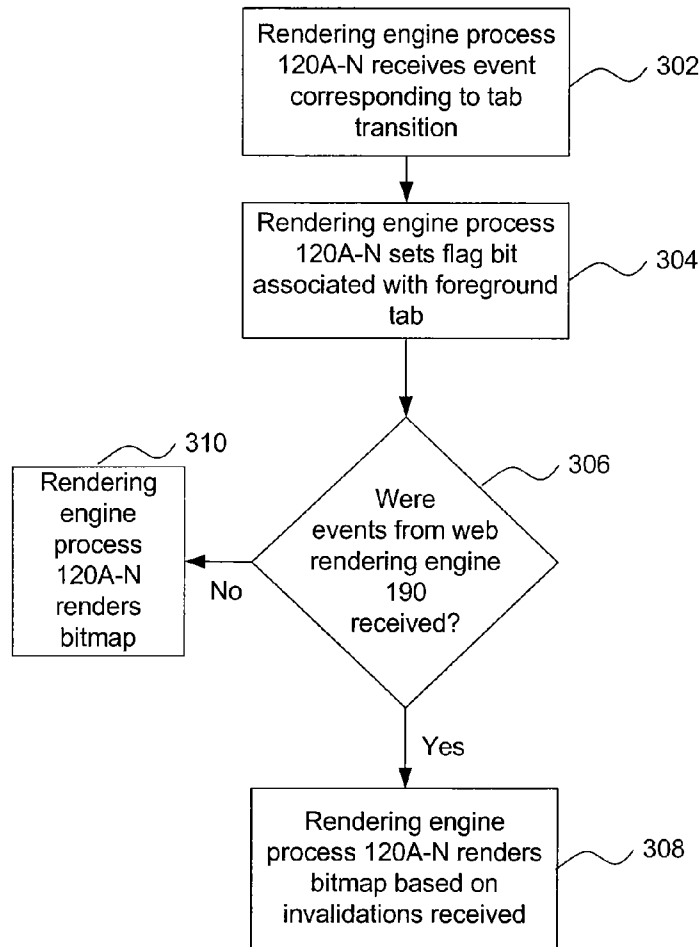 Rendering engine process
120A-N receives event
corresponding to tab
transition
302
Rendering engine process
120A-N sets flag bit
associated with foreground
tab
304
310
Rendering
engine
process
120A-N
renders
bitmap
No
306
Were
events from web
rendering engine
190
received?
Yes
Rendering engine
process 120A-N renders
bitmap based on
invalidations received
308